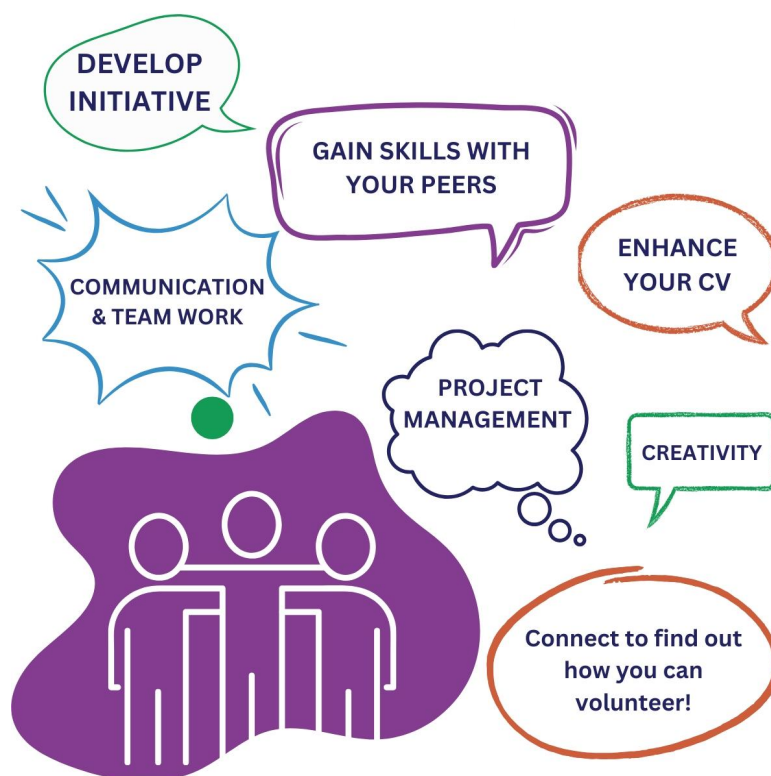 DEVELOP
INITIATIVE
GAIN SKILLS WITH
YOUR PEERS
ENHANCE
YOUR CV
COMMUNICATION
& TEAM WORK
PROJECT
MANAGEMENT
CREATIVITY
Connect to find out
how you can
volunteer!